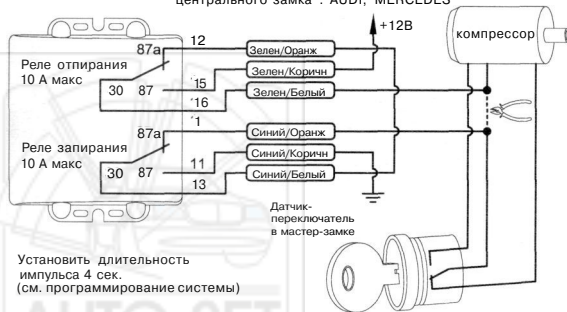 центрального замка : AUDI, MERCEDES
+12В
компрессор
Реле отпирания
10 А макс
87а
30 87
12
Зелен/Оранж
15
Зелен/Коричн
16
Зелен/Белый
Реле запирания
10 А макс
87а
30 87
1
Синий/Оранж
11
Синий/Коричн
13
Синий/Белый
Датчик-
переключатель
в мастер-замке
Установить длительность
импульса 4 сек.
(см. программирование системы)